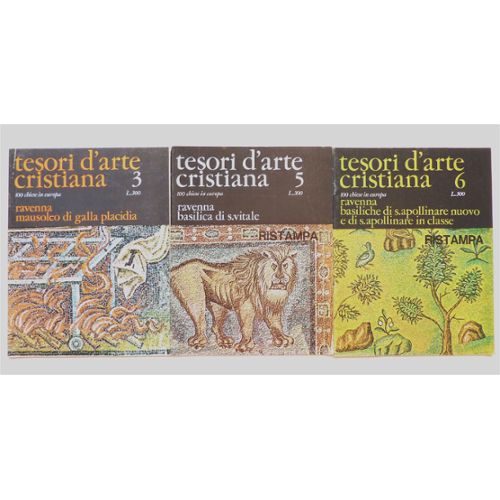 tesori d'arte
cristiana 3
100 chiese in europa L.300
ravenna
mausoleo di galla placidia
tesori d'arte
cristiana 5
100 chiese in europa L.300
ravenna
basilica di s.vitale
RISTAMPA
tesori d'arte
cristiana 6
100 chiese in europa L.300
ravenna
basiliche di s.apollinare nuovo
e di s.apollinare in classe
RISTAMPA